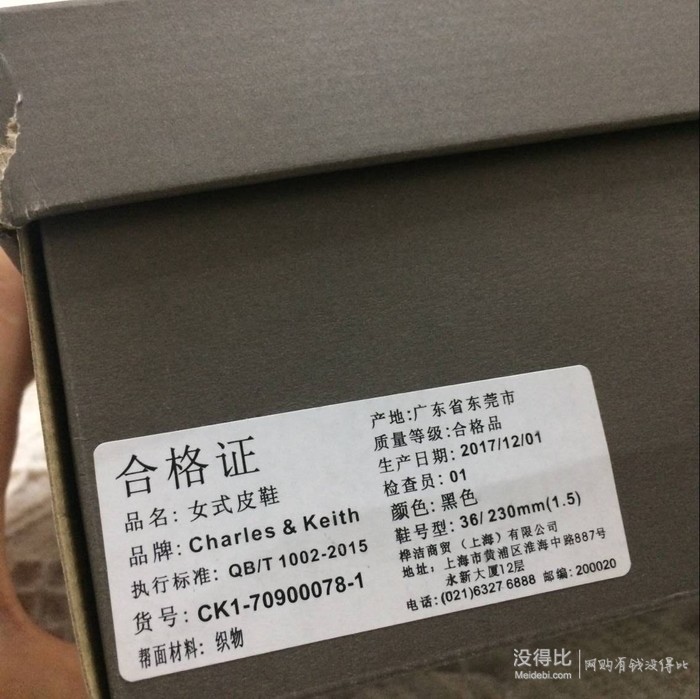 合格证
品名: 女式皮鞋
品牌: Charles & Keith
执行标准: QB/T 1002-2015
货号: CK1-70900078-1
帮面材料: 织物
产地:广东省东莞市
质量等级:合格品
生产日期: 2017/12/01
检查员: 01
颜色: 黑色
鞋号型: 36/ 230mm(1.5)
桦洁商贸 (上海) 有限公司
地址: 上海市黄浦区淮海中路887号
永新大厦12层
电话: (021)6327 6888 邮编: 200020
没得比
Meidebi.com
网购有钱没得比